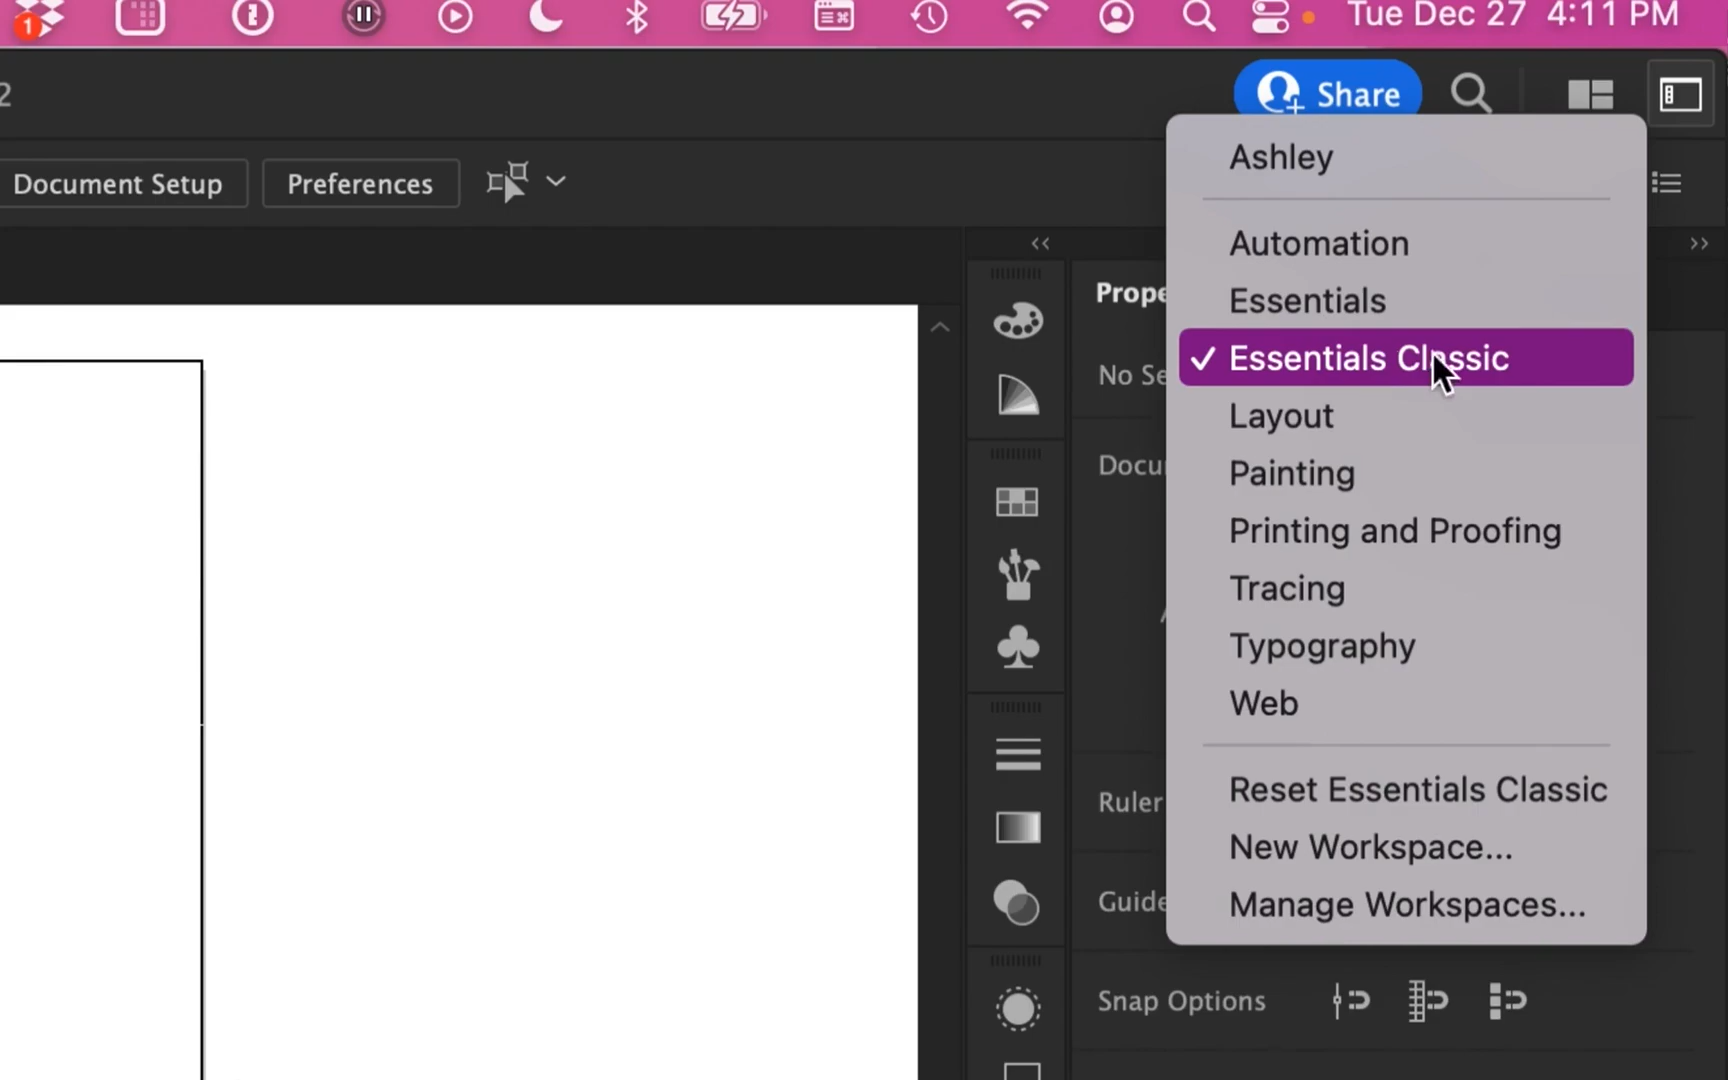 1
Tue Dec 27 4:11 PM
2
Share
Document Setup
Preferences
Ashley
Automation
Essentials
✓ Essentials Classic
Layout
Painting
Printing and Proofing
Tracing
Typography
Web
Reset Essentials Classic
New Workspace...
Manage Workspaces...
Prope
No Se
Docu
Ruler
Guide
Snap Options